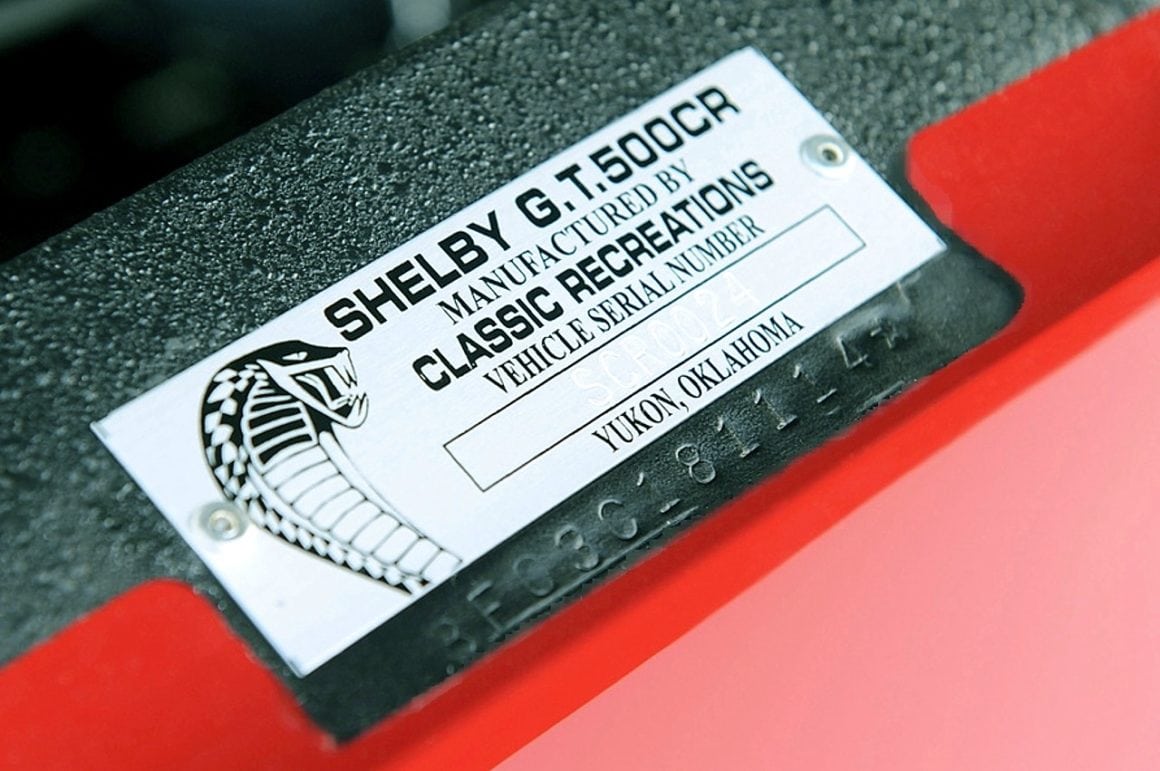 SHELBY G.T.500CR
MANUFACTURED BY
CLASSIC RECREATIONS
VEHICLE SERIAL NUMBER
SCR0024
YUKON, OKLAHOMA